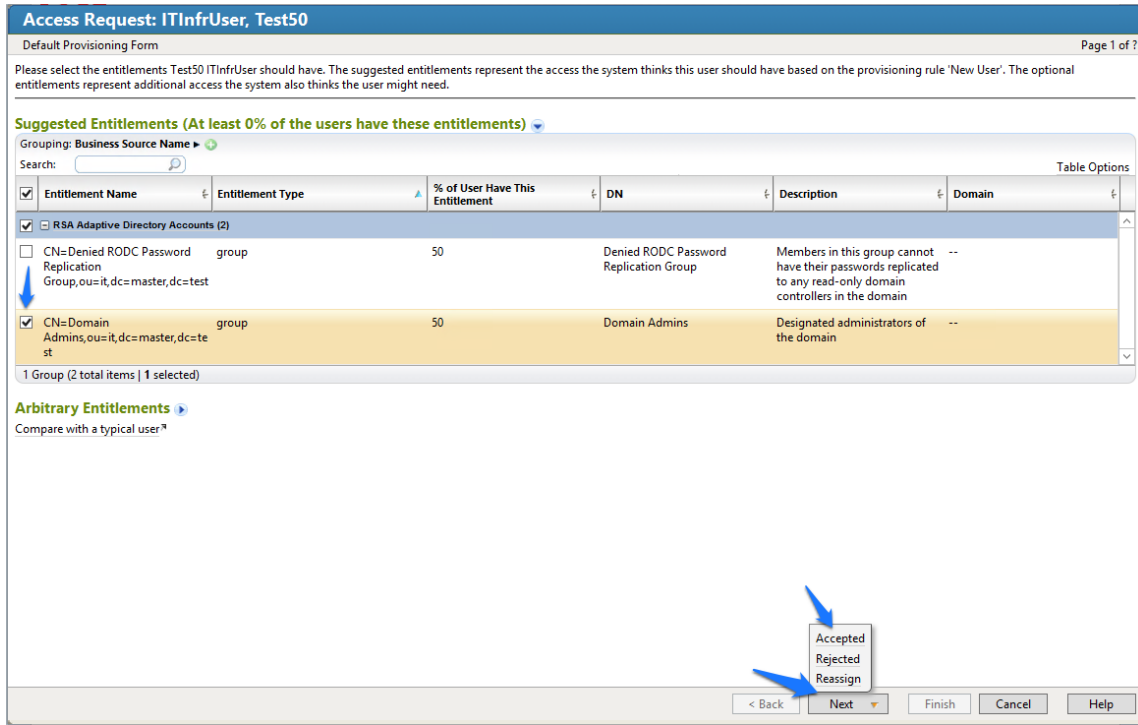 Access Request: ITInfrUser, Test50
Default Provisioning Form
Page 1 of ?
Please select the entitlements Test50 ITInfrUser should have. The suggested entitlements represent the access the system thinks this user should have based on the provisioning rule 'New User'. The optional
entitlements represent additional access the system also thinks the user might need.
Suggested Entitlements (At least 0% of the users have these entitlements)
Grouping: Business Source Name
Search:
Table Options
Entitlement Name
Entitlement Type
% of User Have This
Entitlement
DN
Description
Domain
RSA Adaptive Directory Accounts (2)
CN=Denied RODC Password
Replication
Group,ou=it,dc=master,dc=test
group
50
Denied RODC Password
Replication Group
Members in this group cannot
have their passwords replicated
to any read-only domain
controllers in the domain
--
CN=Domain
Admins,ou=it,dc=master,dc=te
st
group
50
Domain Admins
Designated administrators of
the domain
--
1 Group (2 total items | 1 selected)
Arbitrary Entitlements
Compare with a typical user
Accepted
Rejected
Reassign
< Back
Next
Finish
Cancel
Help